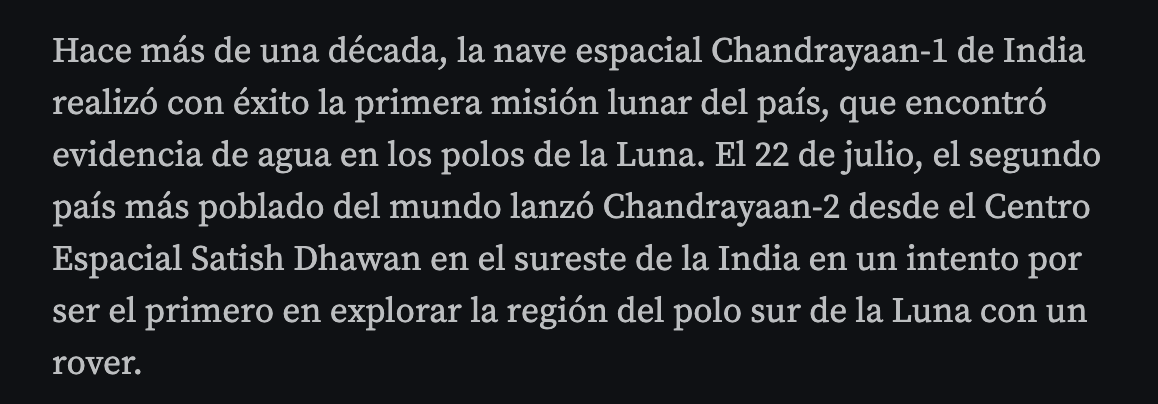 Hace más de una década, la nave espacial Chandrayaan-1 de India
realizó con éxito la primera misión lunar del país, que encontró
evidencia de agua en los polos de la Luna. El 22 de julio, el segundo
país más poblado del mundo lanzó Chandrayaan-2 desde el Centro
Espacial Satish Dhawan en el sureste de la India en un intento por
ser el primero en explorar la región del polo sur de la Luna con un
rover.